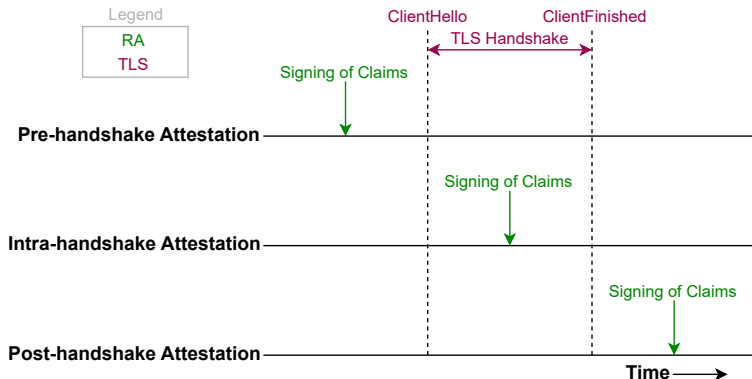 Legend
RA
TLS
ClientHello
ClientFinished
TLS Handshake
Signing of Claims
Pre-handshake Attestation
Signing of Claims
Intra-handshake Attestation
Signing of Claims
Post-handshake Attestation
Time